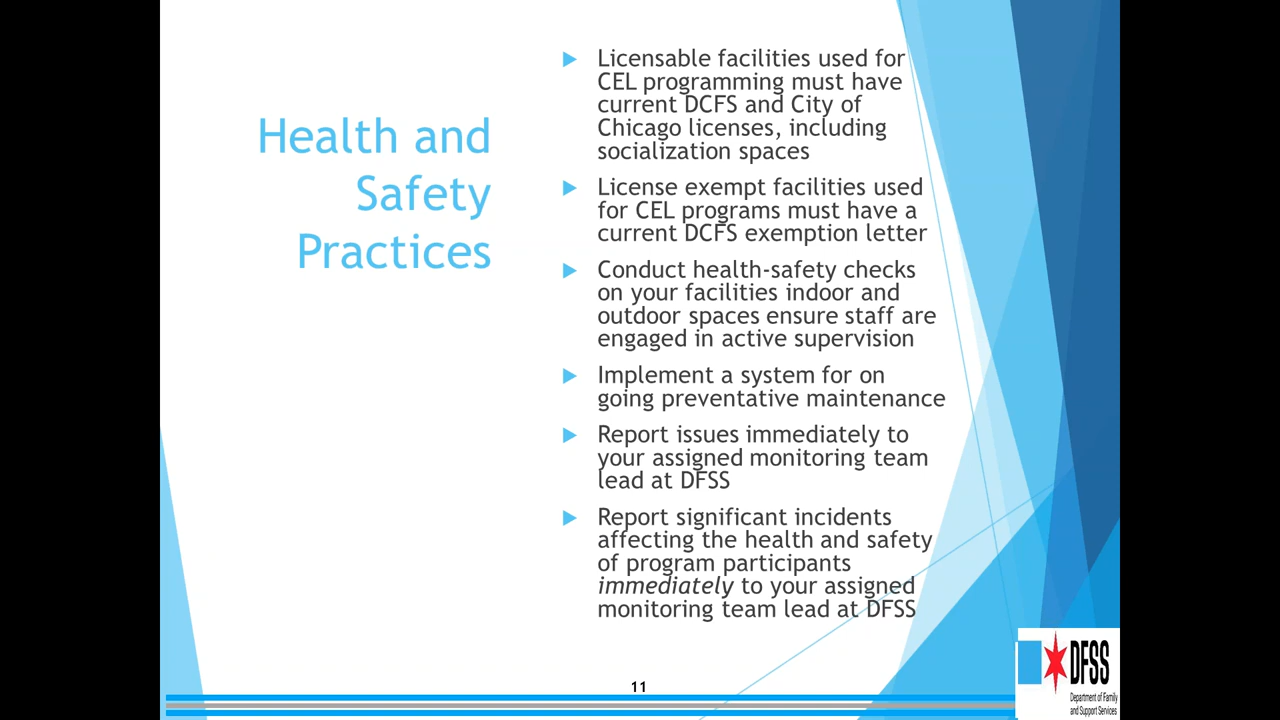 Health and
Safety
Practices
Licensable facilities used for
CEL programming must have
current DCFS and City of
Chicago licenses, including
socialization spaces
License exempt facilities used
for CEL programs must have a
current DCFS exemption letter
Conduct health-safety checks
on your facilities indoor and
outdoor spaces ensure staff are
engaged in active supervision
Implement a system for on
going preventative maintenance
Report issues immediately to
your assigned monitoring team
lead at DFSS
Report significant incidents
affecting the health and safety
of program participants
immediately to your assigned
monitoring team lead at DFSS
11
DFSS
Department of Family
and Support Services